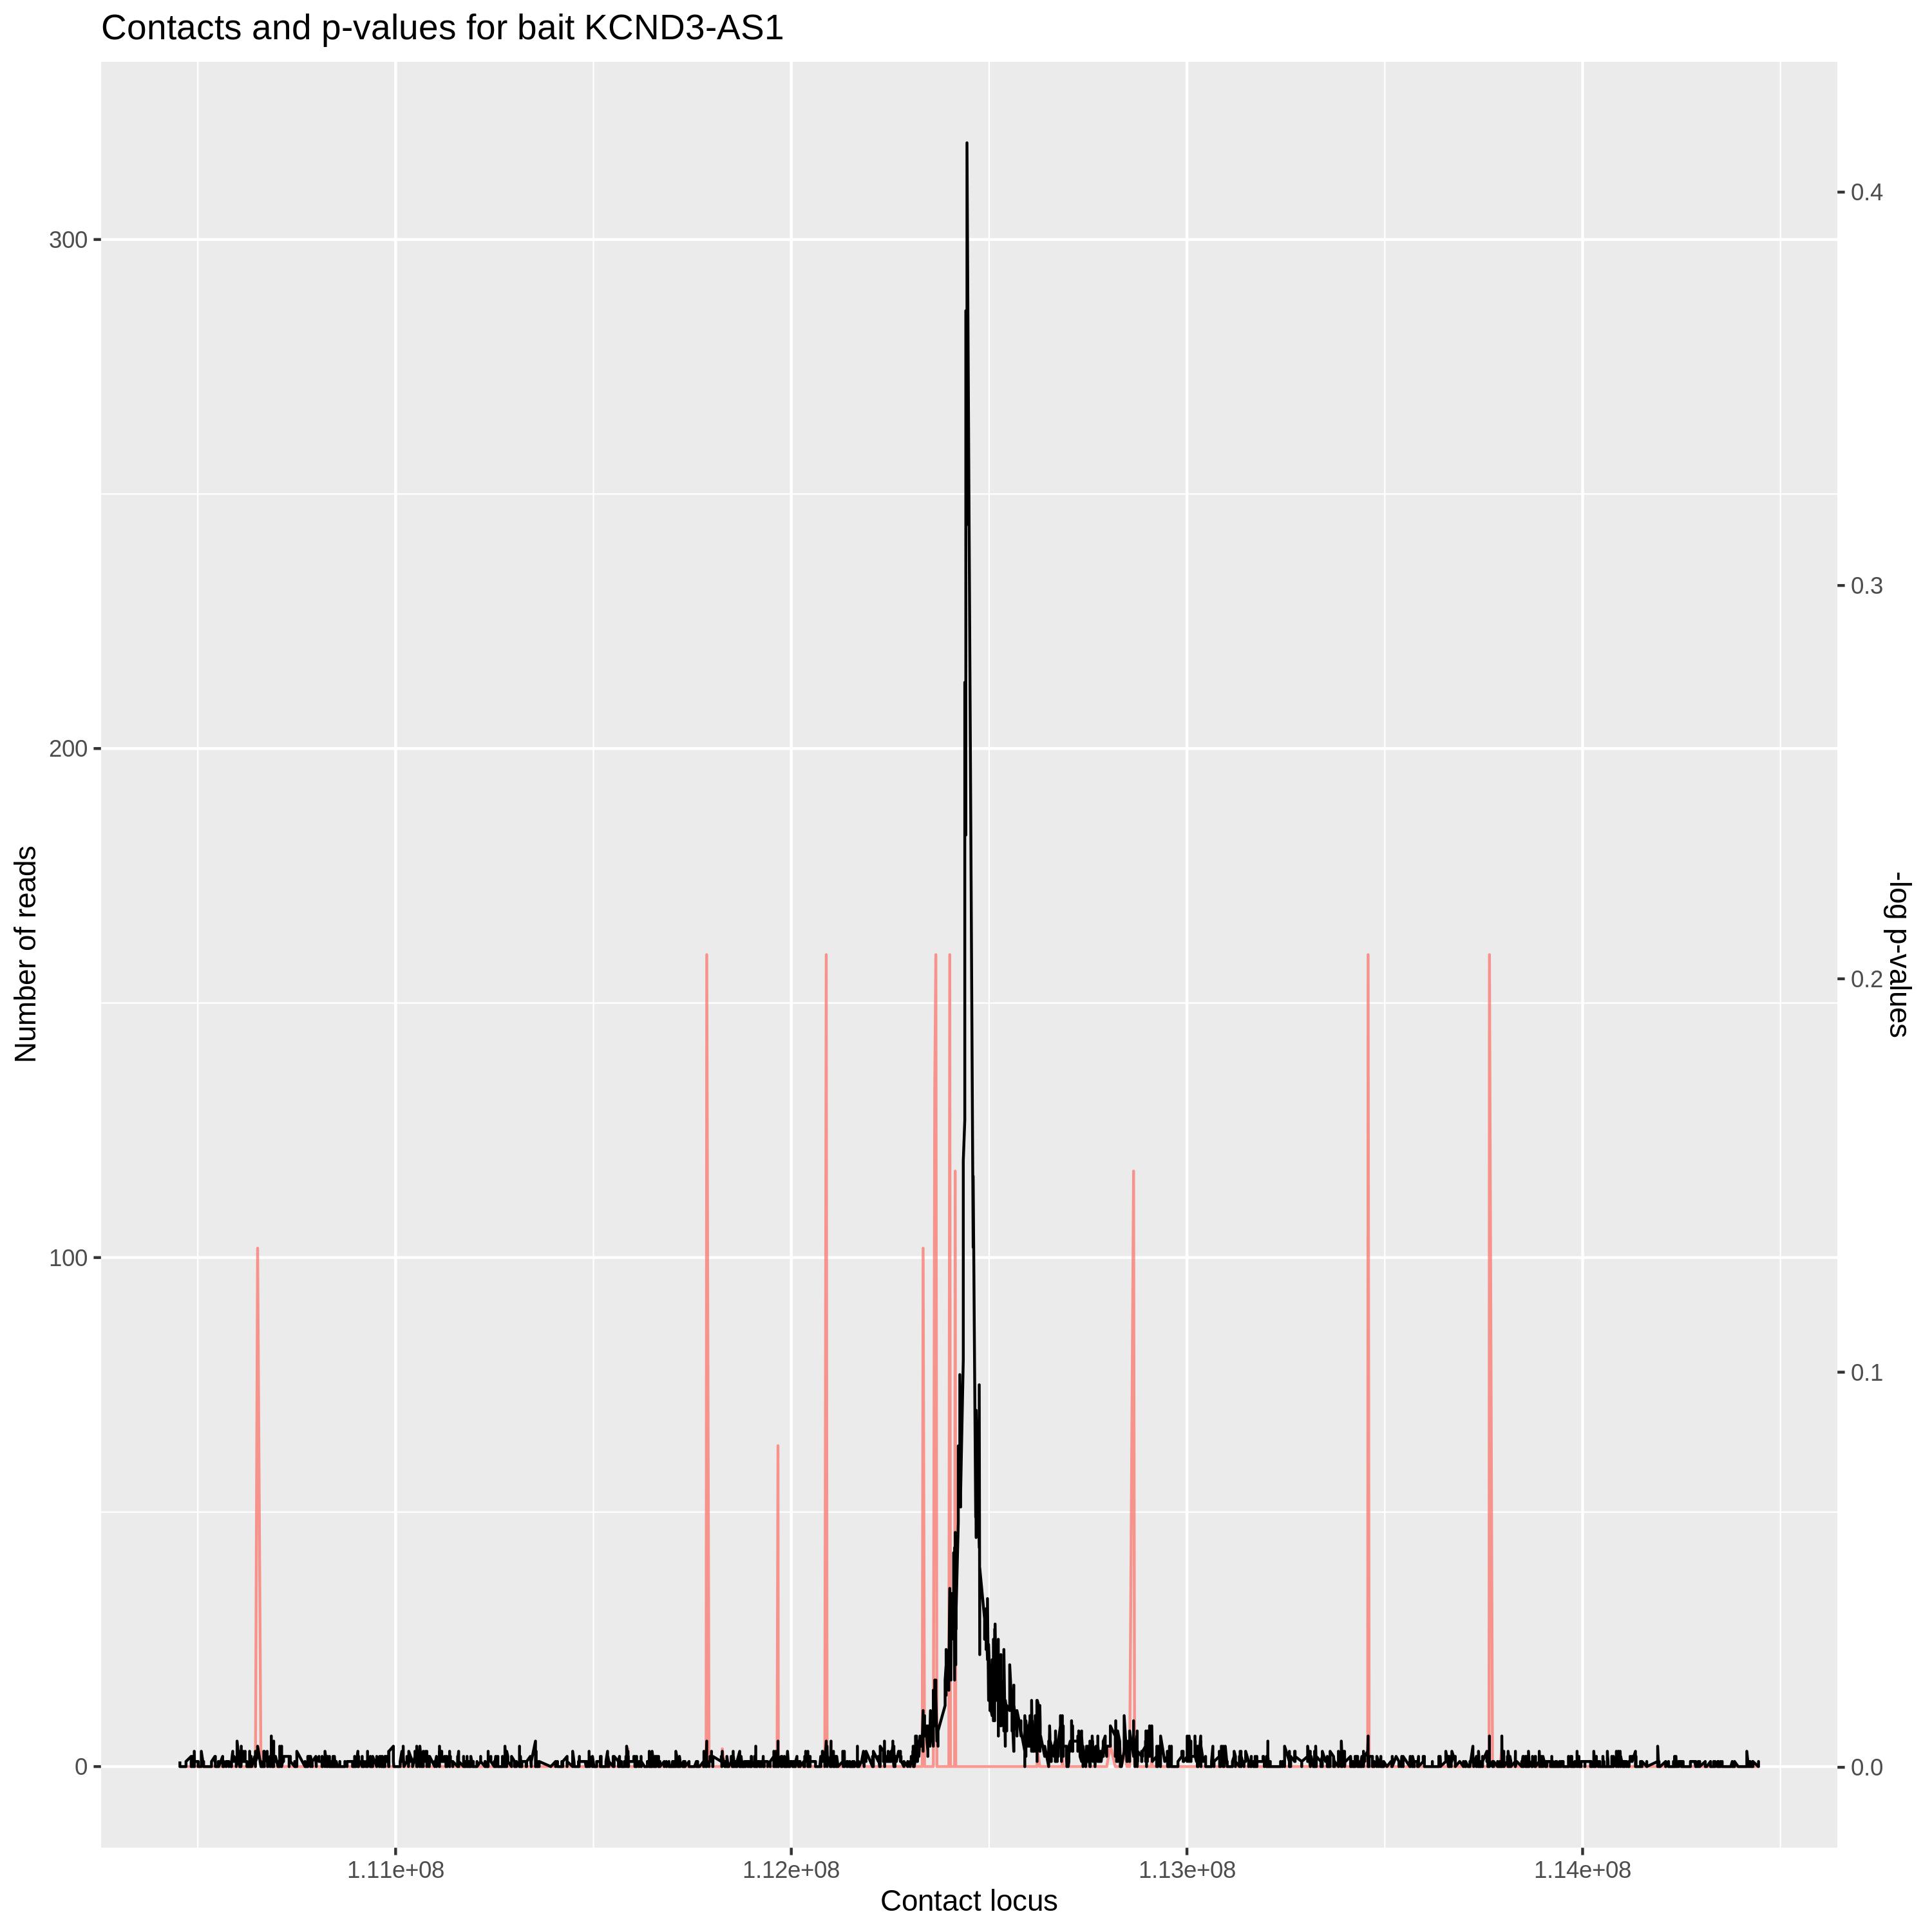 Contacts and p-values for bait KCND3-AS1
300
200
100
0
Number of reads
0.4
0.3
0.2
0.1
0.0
-log p-values
1.11e+08
1.12e+08
1.13e+08
1.14e+08
Contact locus